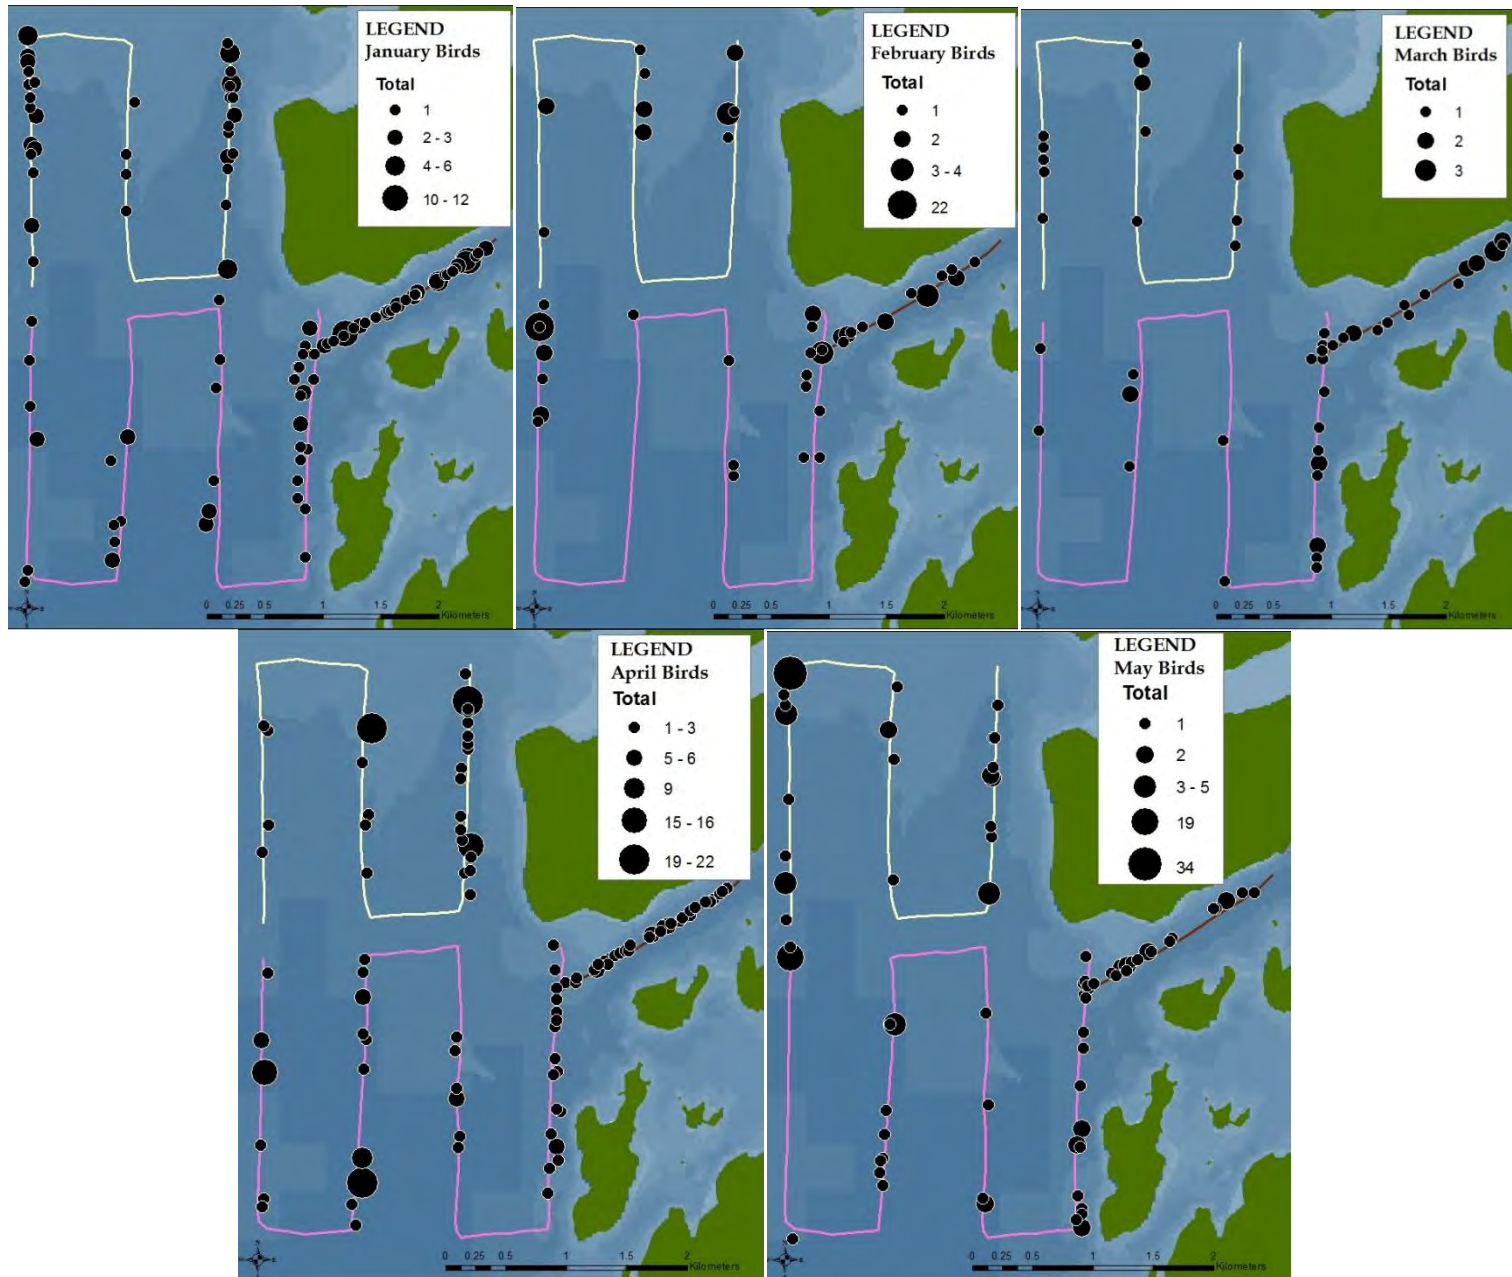 LEGEND
January Birds
Total
1
2 - 3
4 - 6
10 - 12
0 0.25 0.5 1 1.5 2
Kilometers
LEGEND
February Birds
Total
1
2
3 - 4
22
0 0.25 0.5 1 1.5 2
Kilometers
LEGEND
March Birds
Total
1
2
3
0 0.25 0.5 1 1.5 2
Kilometers
LEGEND
April Birds
Total
1 - 3
5 - 6
9
15 - 16
19 - 22
0 0.25 0.5 1 1.5 2
Kilometers
LEGEND
May Birds
Total
1
2
3 - 5
19
34
0 0.25 0.5 1 1.5 2
Kilometers